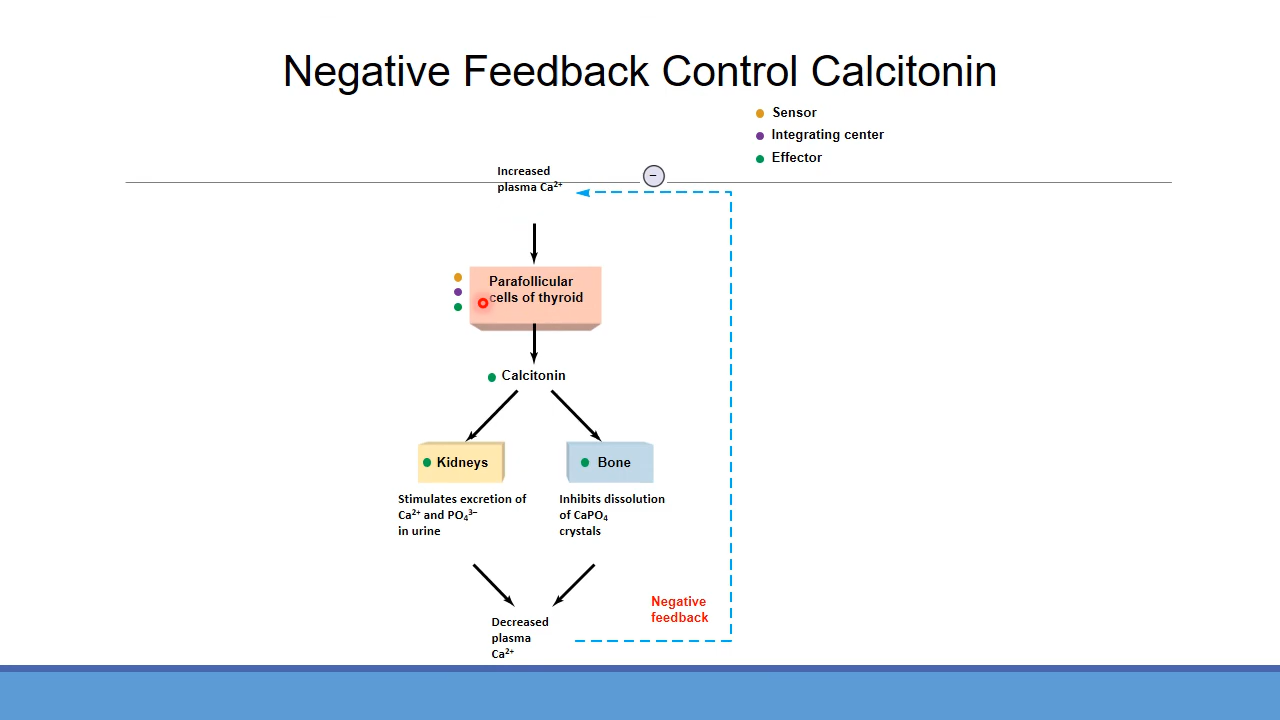 Negative Feedback Control Calcitonin
Sensor
Integrating center
Effector
Increased
plasma Ca²⁺
−
Parafollicular
cells of thyroid
Calcitonin
Kidneys
Bone
Stimulates excretion of
Ca²⁺ and PO₄³⁻
in urine
Inhibits dissolution
of CaPO₄
crystals
Negative
feedback
Decreased
plasma
Ca²⁺